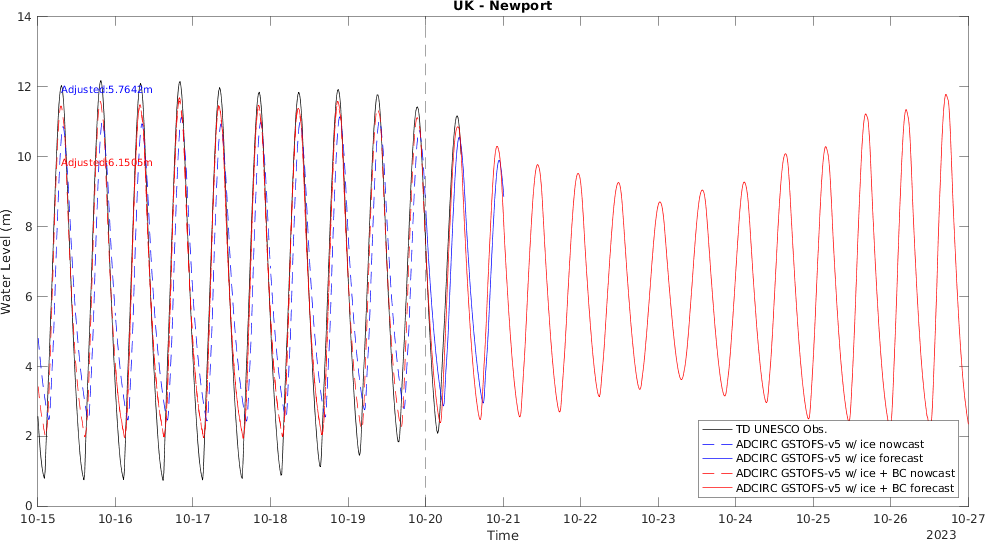 UK - Newport
14
12
10
8
6
4
2
0
Water Level (m)
Adjusted:5.7642m
Adjusted:6.1505m
10-15 10-16 10-17 10-18 10-19 10-20 10-21 10-22 10-23 10-24 10-25 10-26 10-27
Time
2023
TD UNESCO Obs.
ADCIRC GSTOFS-v5 w/ ice nowcast
ADCIRC GSTOFS-v5 w/ ice forecast
ADCIRC GSTOFS-v5 w/ ice + BC nowcast
ADCIRC GSTOFS-v5 w/ ice + BC forecast